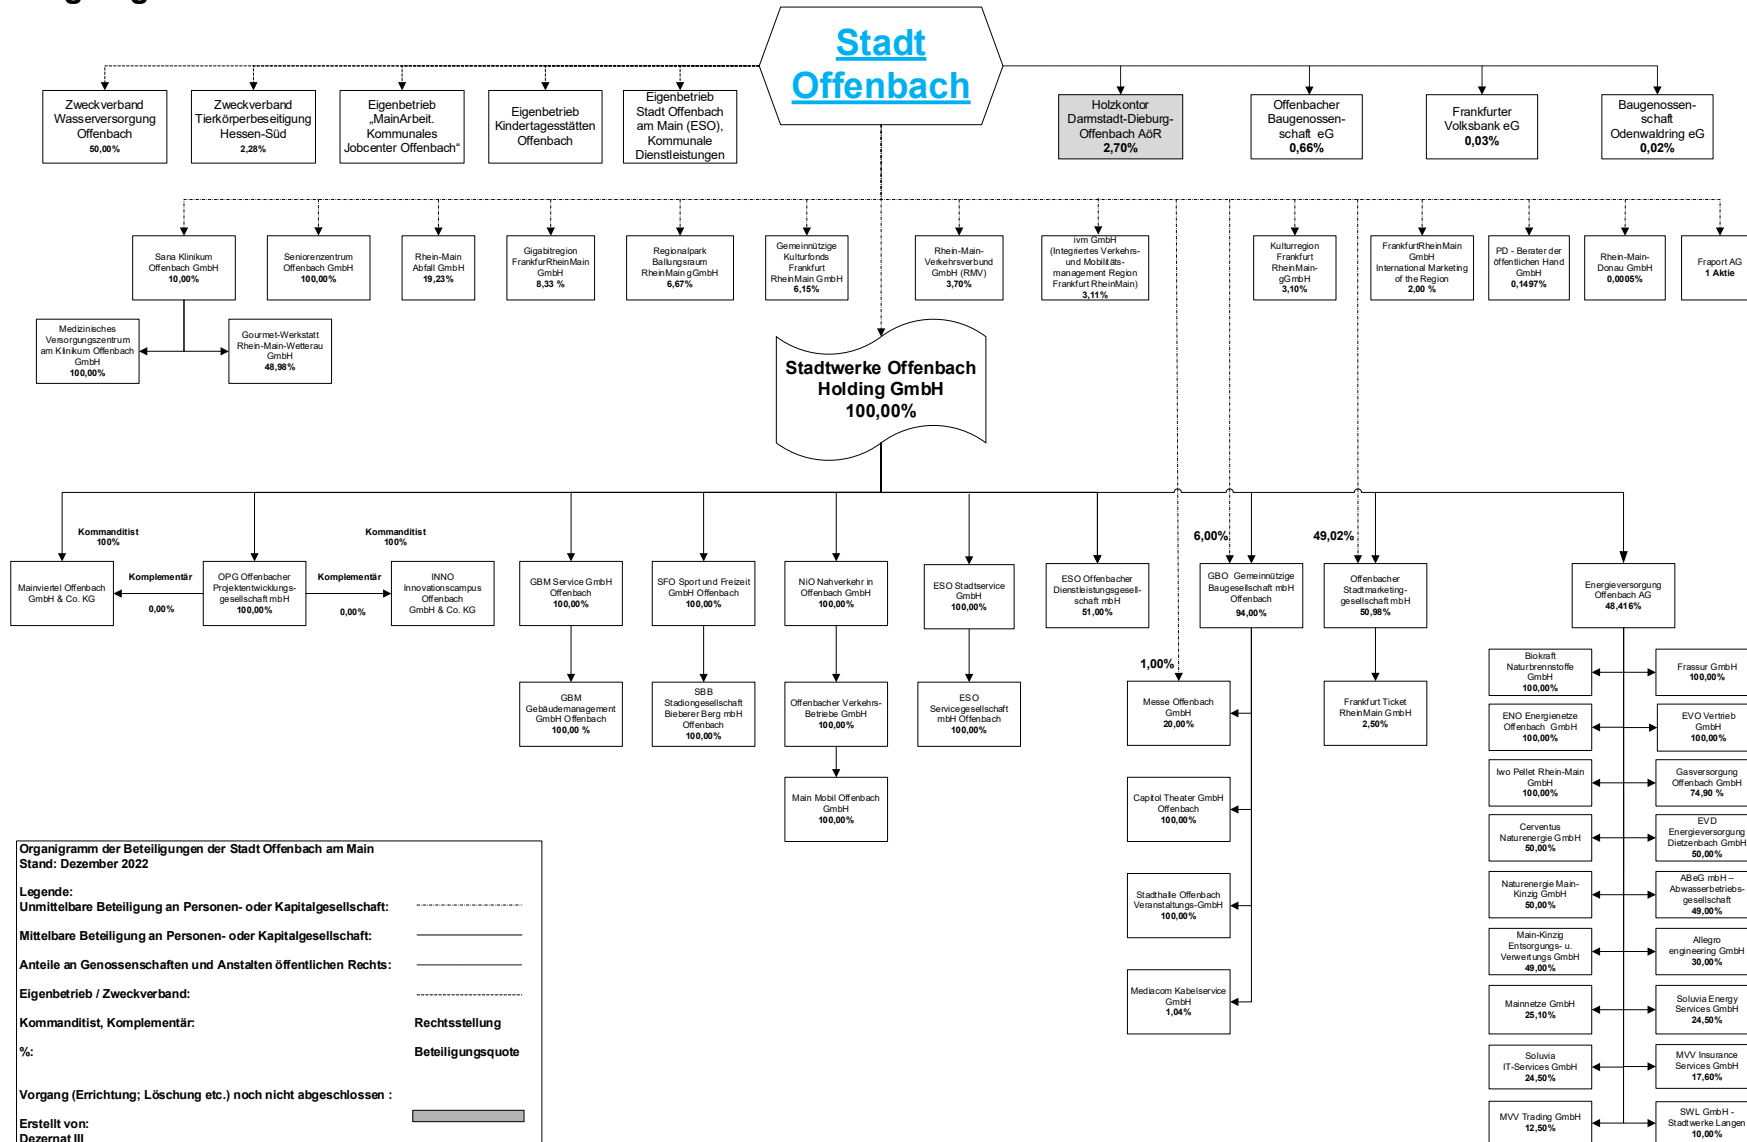 Stadt
Offenbach
Zweckverband
Wasserversorgung
Offenbach
50,00%
Zweckverband
Tierkörperbeseitigung
Hessen-Süd
2,28%
Eigenbetrieb
„MainArbeit.
Kommunales
Jobcenter Offenbach“
Eigenbetrieb
Kindertagesstätten
Offenbach
Eigenbetrieb
Stadt Offenbach
am Main (ESO),
Kommunale
Dienstleistungen
Holzkontor
Darmstadt-Dieburg-
Offenbach AöR
2,70%
Offenbacher
Baugenossen-
schaft eG
0,66%
Frankfurter
Volksbank eG
0,03%
Baugenossen-
schaft
Odenwaldring eG
0,02%
Sana Klinikum
Offenbach GmbH
10,00%
Seniorenzentrum
Offenbach GmbH
100,00%
Rhein-Main
Abfall GmbH
19,23%
Gigabitregion
FrankfurRheinMain
GmbH
8,33 %
Regionalpark
Ballungsraum
RheinMain gGmbH
6,67%
Gemeinnützige
Kulturfonds
Frankfurt
RheinMain GmbH
6,15%
Rhein-Main-
Verkehrsverbund
GmbH (RMV)
3,70%
ivm GmbH
(Integriertes Verkehrs-
und Mobilitäts-
management Region
Frankfurt RheinMain)
3,11%
Kulturregion
Frankfurt
RheinMain-
gGmbH
3,10%
FrankfurtRheinMain
GmbH
International Marketing
of the Region
2,00 %
PD - Berater der
öffentlichen Hand
GmbH
0,1497%
Rhein-Main-
Donau GmbH
0,0005%
Fraport AG
1 Aktie
Medizinisches
Versorgungszentrum
am Klinikum Offenbach
GmbH
100,00%
Gourmet-Werkstatt
Rhein-Main-Wetterau
GmbH
48,98%
Stadtwerke Offenbach
Holding GmbH
100,00%
Kommanditist
100%
Kommanditist
100%
6,00%
49,02%
Mainviertel Offenbach
GmbH & Co. KG
Komplementär
0,00%
OPG Offenbacher
Projektentwicklungs-
gesellschaft mbH
100,00%
Komplementär
0,00%
INNO
Innovationscampus
Offenbach
GmbH & Co. KG
GBM Service GmbH
Offenbach
100,00%
SFO Sport und Freizeit
GmbH Offenbach
100,00%
NiO Nahverkehr in
Offenbach GmbH
100,00%
ESO Stadtservice
GmbH
100,00%
ESO Offenbacher
Dienstleistungsgesell-
schaft mbH
51,00%
GBO Gemeinnützige
Baugesellschaft mbH
Offenbach
94,00%
Offenbacher
Stadtmarketing-
gesellschaft mbH
50,98%
Energieversorgung
Offenbach AG
48,416%
GBM
Gebäudemanagement
GmbH Offenbach
100,00 %
SBB
Stadiongesellschaft
Bieberer Berg mbH
Offenbach
100,00%
Offenbacher Verkehrs-
Betriebe GmbH
100,00%
ESO
Servicegesellschaft
mbH Offenbach
100,00%
1,00%
Messe Offenbach
GmbH
20,00%
Frankfurt Ticket
RheinMain GmbH
2,50%
Main Mobil Offenbach
GmbH
100,00%
Capitol Theater GmbH
Offenbach
100,00%
Stadthalle Offenbach
Veranstaltungs-GmbH
100,00%
Mediacom Kabelservice
GmbH
1,04%
Biokraft
Naturbrennstoffe
GmbH
100,00%
Frassur GmbH
100,00%
ENO Energienetze
Offenbach GmbH
100,00%
EVO Vertrieb
GmbH
100,00%
Iwo Pellet Rhein-Main
GmbH
100,00%
Gasversorgung
Offenbach GmbH
74,90 %
Cerventus
Naturenergie GmbH
50,00%
EVD
Energieversorgung
Dietzenbach GmbH
50,00%
Naturenergie Main-
Kinzig GmbH
50,00%
ABeG mbH –
Abwasserbetriebs-
gesellschaft
49,00%
Main-Kinzig
Entsorgungs- u.
Verwertungs GmbH
49,00%
Allegro
engineering GmbH
30,00%
Mainnetze GmbH
25,10%
Soluvia Energy
Services GmbH
24,50%
Soluvia
IT-Services GmbH
24,50%
MVV Insurance
Services GmbH
17,60%
MVV Trading GmbH
12,50%
SWL GmbH -
Stadtwerke Langen
10,00%
Organigramm der Beteiligungen der Stadt Offenbach am Main
Stand: Dezember 2022
Legende:
Unmittelbare Beteiligung an Personen- oder Kapitalgesellschaft:
Mittelbare Beteiligung an Personen- oder Kapitalgesellschaft:
Anteile an Genossenschaften und Anstalten öffentlichen Rechts:
Eigenbetrieb / Zweckverband:
Kommanditist, Komplementär: Rechtsstellung
%: Beteiligungsquote
Vorgang (Errichtung; Löschung etc.) noch nicht abgeschlossen :
Erstellt von:
Dezernat III